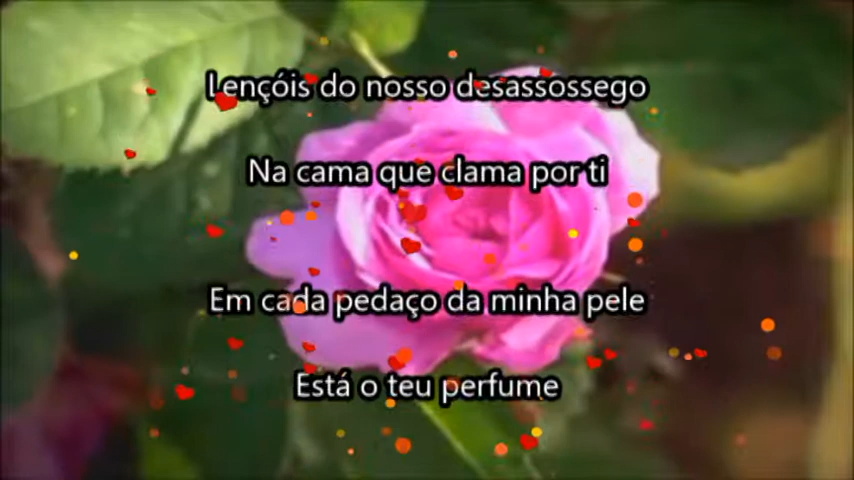 Lençóis do nosso desassossego
Na cama que clama por ti
Em cada pedaço da minha pele
Está o teu perfume